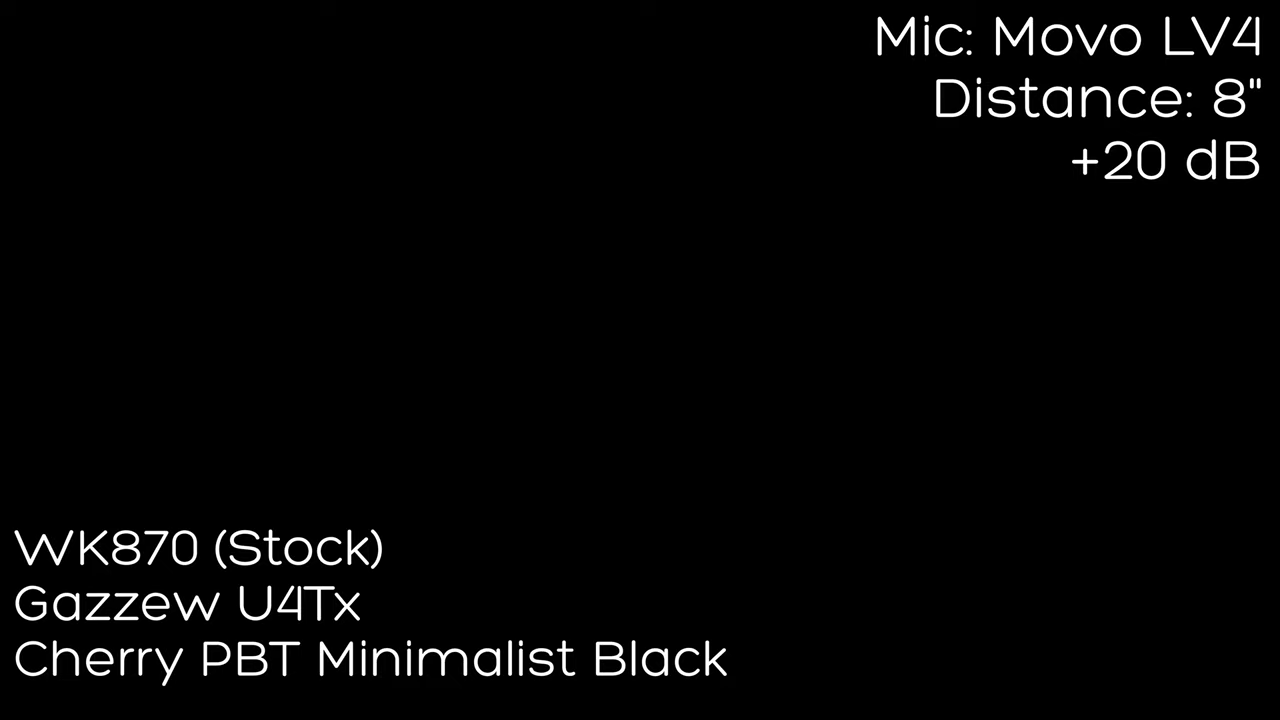 Mic: Movo LV4
Distance: 8"
+20 dB
WK870 (Stock)
Gazzew U4Tx
Cherry PBT Minimalist Black